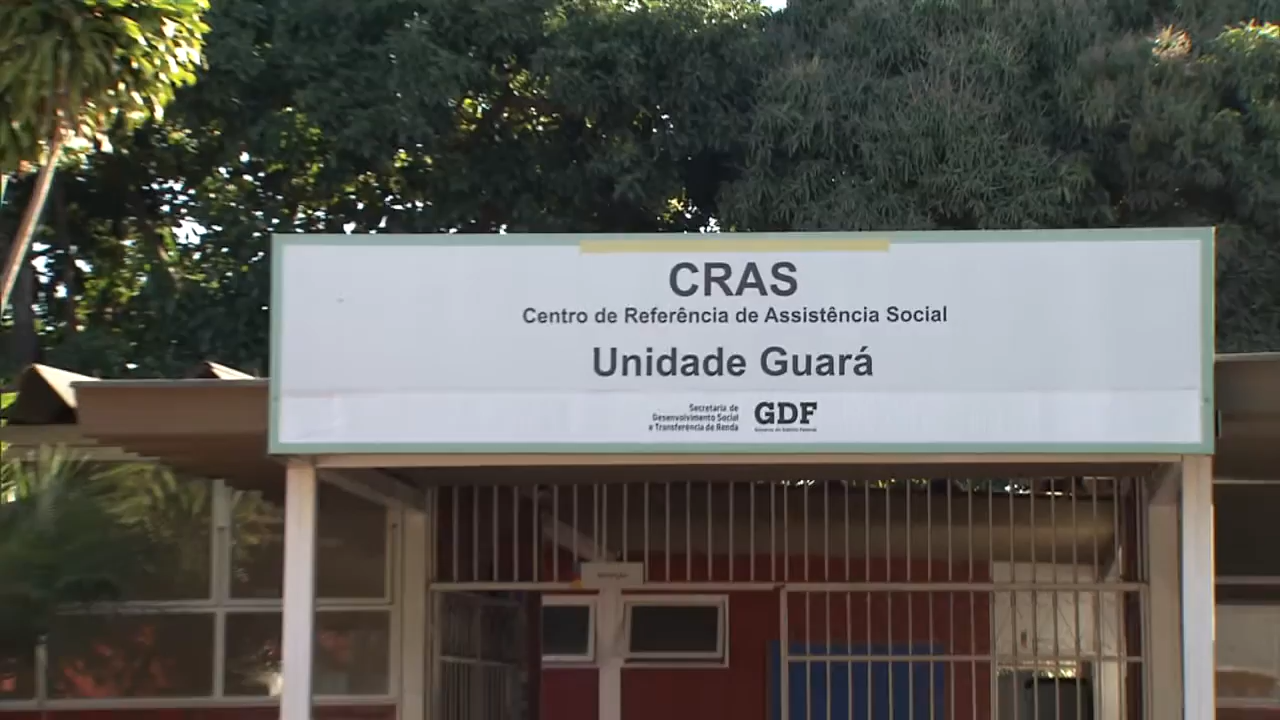 CRAS
Centro de Referência de Assistência Social
Unidade Guará
Secretaria de
Desenvolvimento Social
e Transferência de Renda
GDF